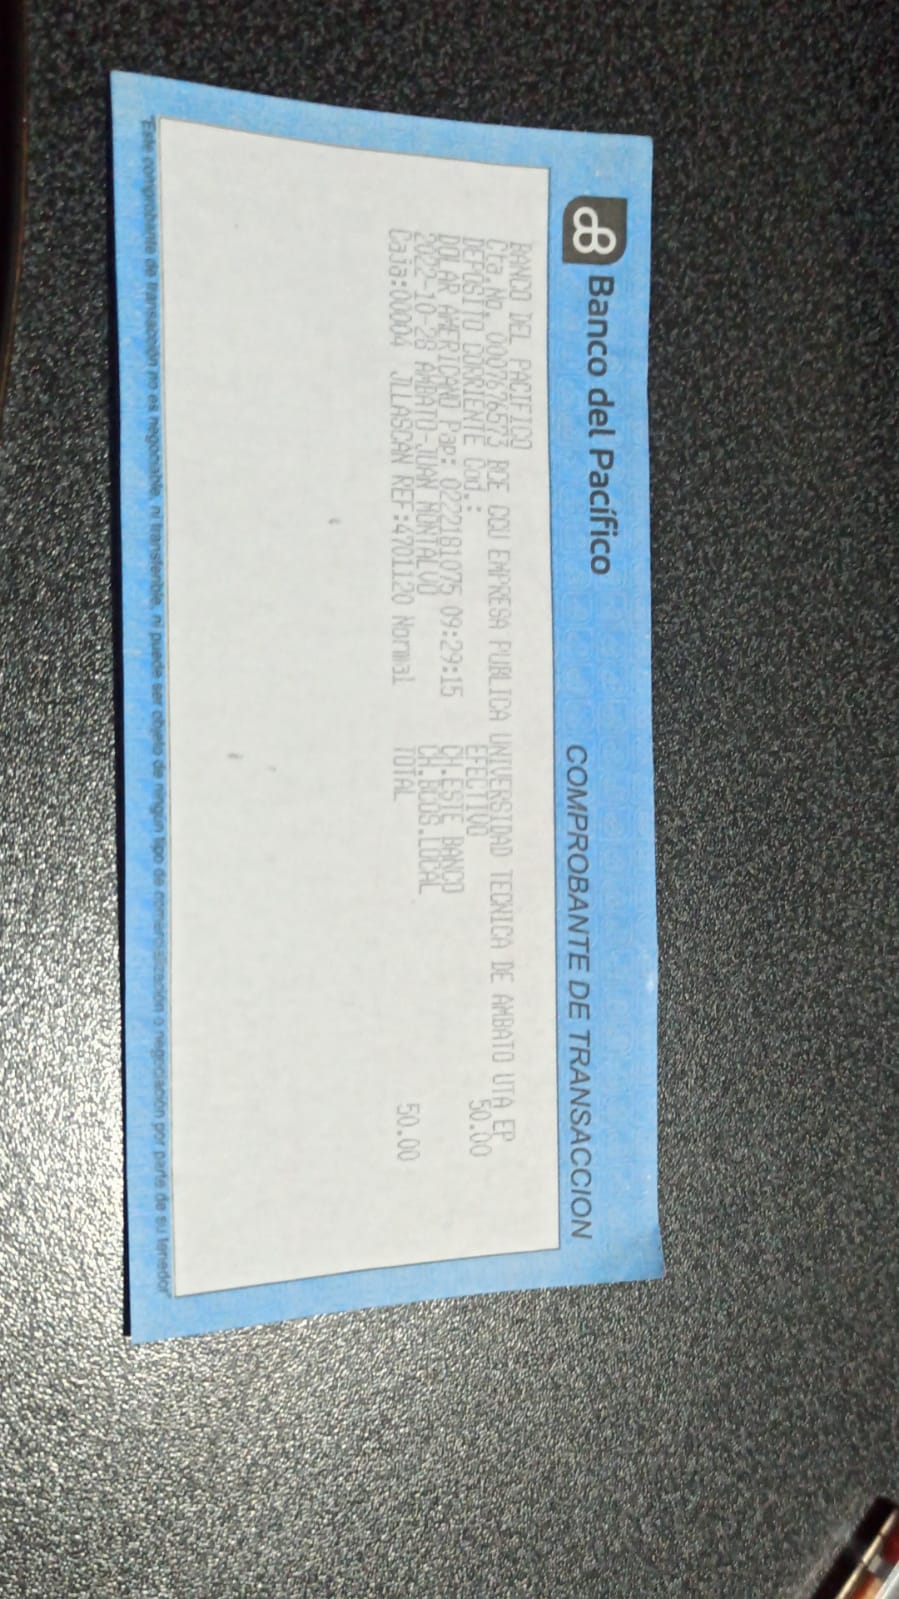 Banco del Pacífico
COMPROBANTE DE TRANSACCION
BANCO DEL PACIFICO
Cta.No. 0007676573 BCE CCU EMPRESA PUBLICA UNIVERSIDAD TECNICA DE AMBATO UTA EP
DEPOSITO CORRIENTE Cod.: EFECTIVO 50.00
DOLAR AMERICANO Pap: 0222181075 09:29:15 CH.ESTE BANCO
2022-10-28 AMBATO-JUAN MONTALVO CH.BCOS.LOCAL
Caja:0004 JLLASCAN REF:4701120 Normal TOTAL 50.00
"Este comprobante de transacción no es negociable, ni transferible, ni puede ser objeto de ningún tipo de comercialización o negociación por parte de su tenedor"